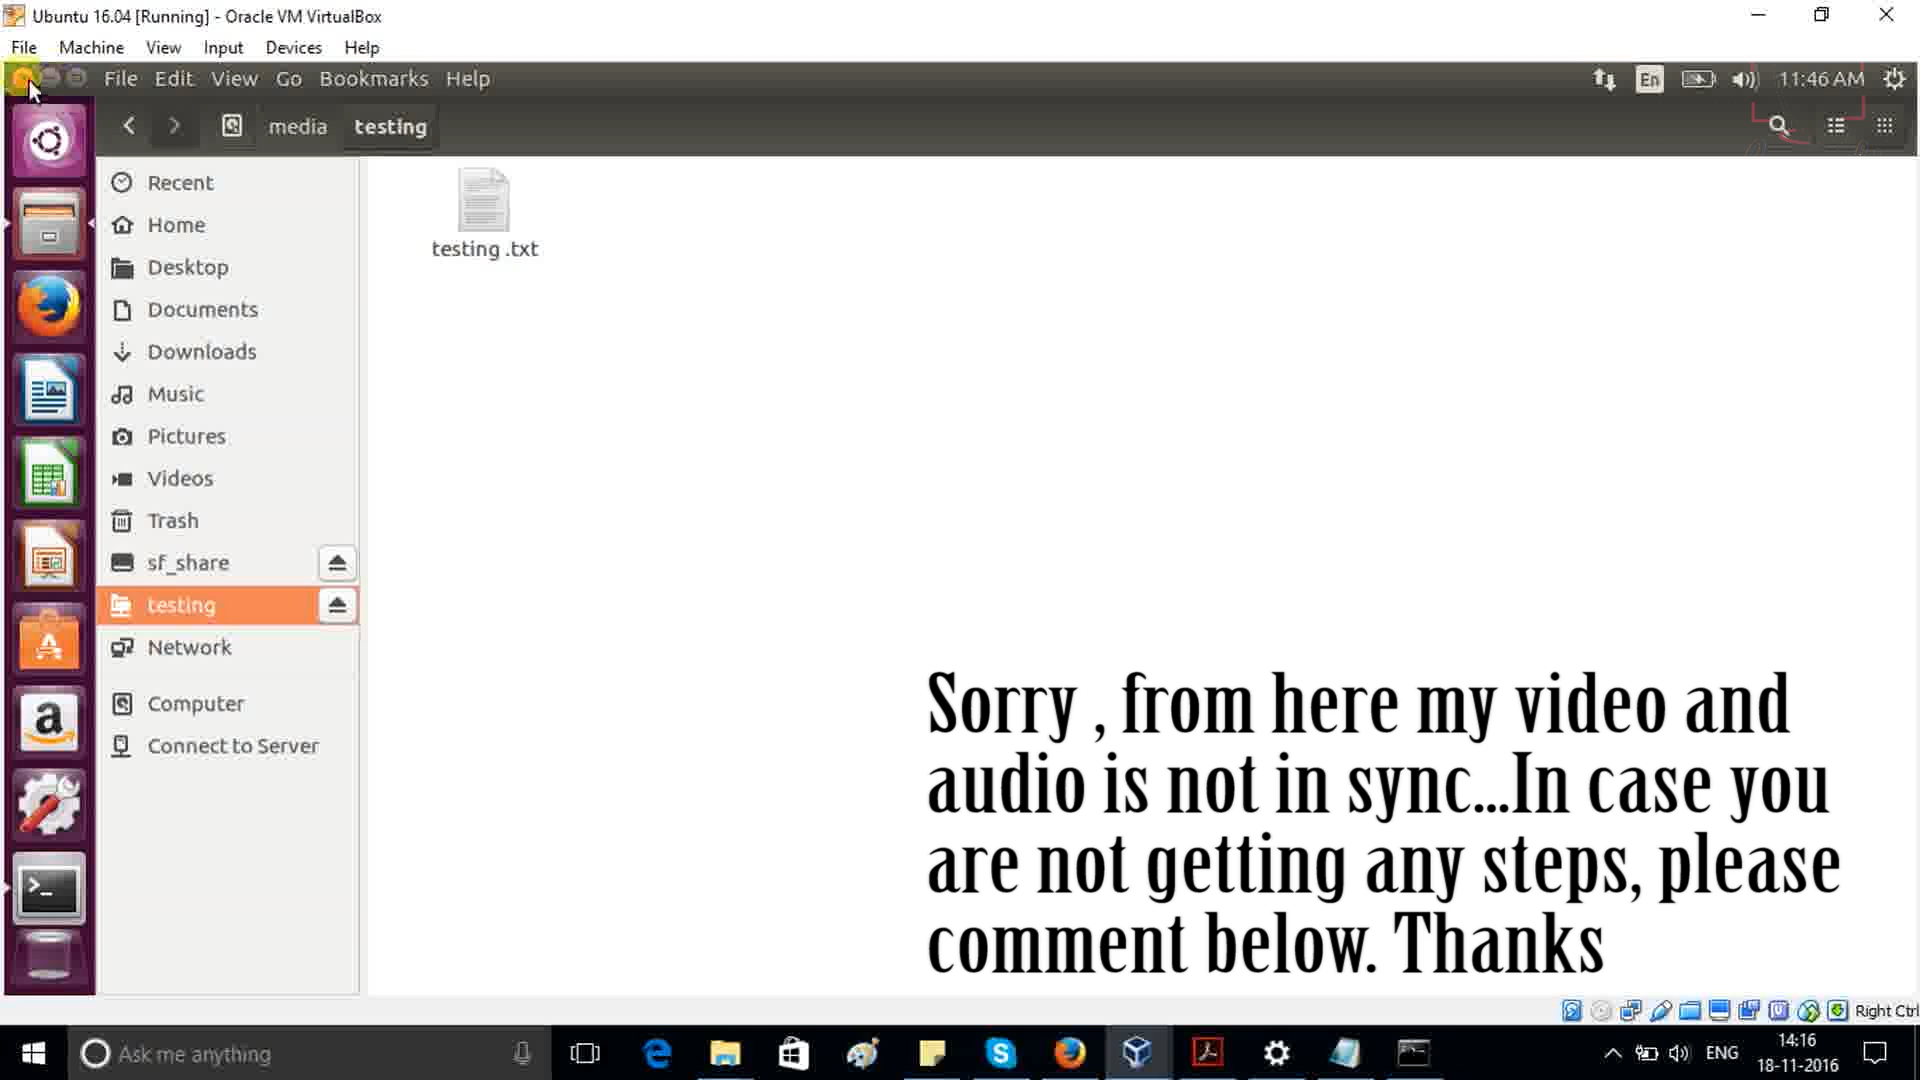 Ubuntu 16.04 [Running] - Oracle VM VirtualBox
File Machine View Input Devices Help
File Edit View Go Bookmarks Help
En
11:46 AM
media testing
Recent
Home
Desktop
Documents
Downloads
Music
Pictures
Videos
Trash
sf_share
testing
Network
Computer
Connect to Server
testing .txt
Sorry , from here my video and
audio is not in sync...In case you
are not getting any steps, please
comment below. Thanks
Right Ctrl
Ask me anything
ENG
14:16
18-11-2016